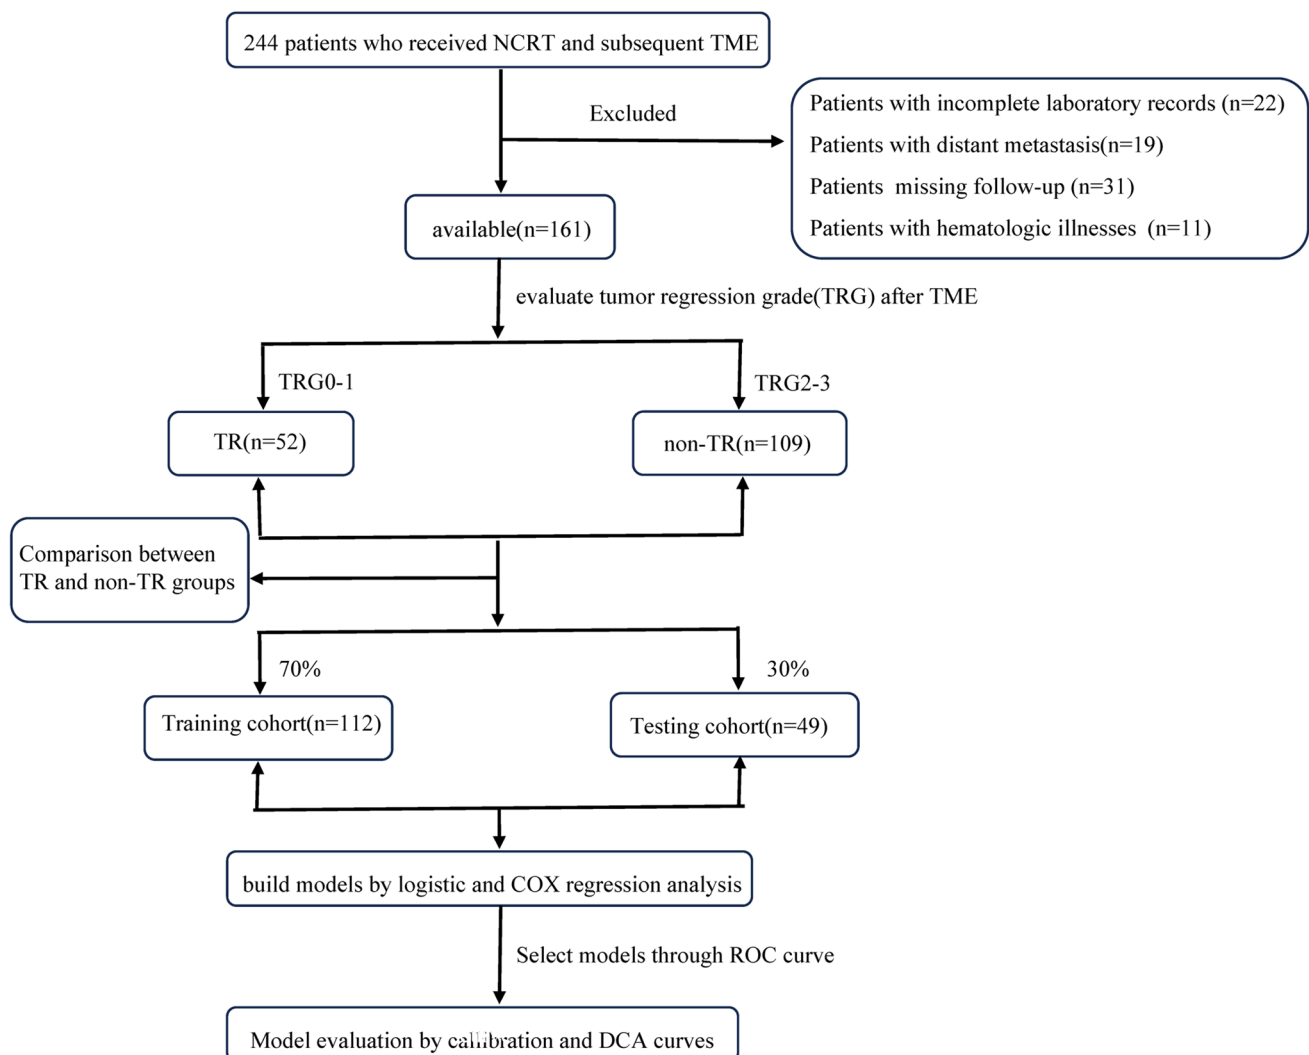 244 patients who received NCRT and subsequent TME
Excluded
Patients with incomplete laboratory records (n=22)
Patients with distant metastasis(n=19)
Patients missing follow-up (n=31)
Patients with hematologic illnesses (n=11)
available(n=161)
evaluate tumor regression grade(TRG) after TME
TRG0-1
TRG2-3
TR(n=52)
non-TR(n=109)
Comparison between
TR and non-TR groups
70%
30%
Training cohort(n=112)
Testing cohort(n=49)
build models by logistic and COX regression analysis
Select models through ROC curve
Model evaluation by and DCA curves